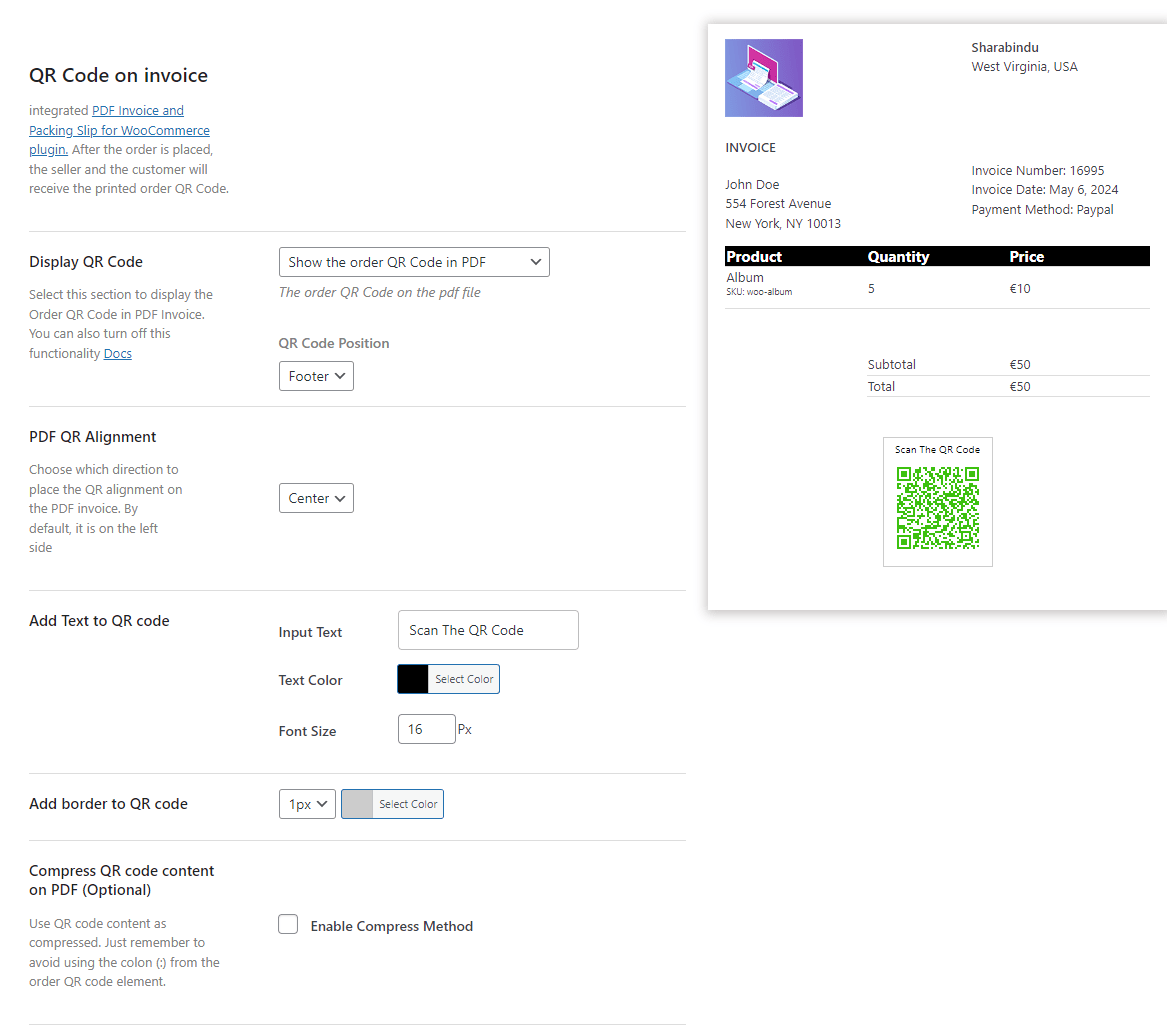 QR Code on invoice
integrated PDF Invoice and
Packing Slip for WooCommerce
plugin. After the order is placed,
the seller and the customer will
receive the printed order QR Code.
Display QR Code
Select this section to display the
Order QR Code in PDF Invoice.
You can also turn off this
functionality Docs
Show the order QR Code in PDF
The order QR Code on the pdf file
QR Code Position
Footer
PDF QR Alignment
Choose which direction to
place the QR alignment on
the PDF invoice. By
default, it is on the left
side
Center
Add Text to QR code
Input Text
Scan The QR Code
Text Color
Select Color
Font Size
16 Px
Add border to QR code
1px
Select Color
Compress QR code content
on PDF (Optional)
Use QR code content as
compressed. Just remember to
avoid using the colon (:) from the
order QR code element.
Enable Compress Method
Sharabindu
West Virginia, USA
INVOICE
John Doe
554 Forest Avenue
New York, NY 10013
Invoice Number: 16995
Invoice Date: May 6, 2024
Payment Method: Paypal
Product Quantity Price
Album
SKU: woo-album
5 €10
Subtotal €50
Total €50
Scan The QR Code